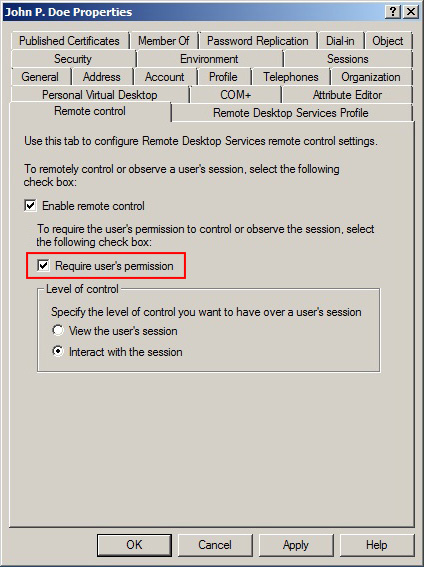 John P. Doe Properties
Published Certificates Member Of Password Replication Dial-in Object
Security Environment Sessions
General Address Account Profile Telephones Organization
Personal Virtual Desktop COM+ Attribute Editor
Remote control Remote Desktop Services Profile
Use this tab to configure Remote Desktop Services remote control settings.
To remotely control or observe a user's session, select the following
check box:
Enable remote control
To require the user's permission to control or observe the session, select
the following check box:
Require user's permission
Level of control
Specify the level of control you want to have over a user's session
View the user's session
Interact with the session
OK Cancel Apply Help